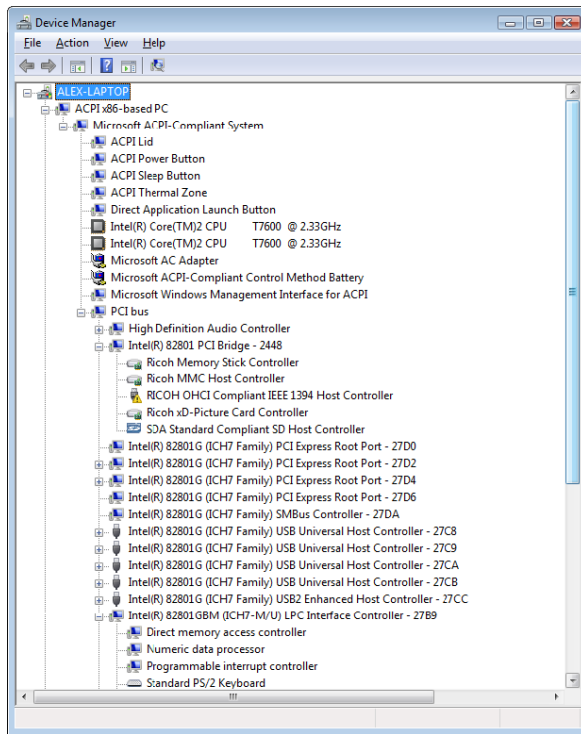 Device Manager
File Action View Help
ALEX-LAPTOP
ACPI x86-based PC
Microsoft ACPI-Compliant System
ACPI Lid
ACPI Power Button
ACPI Sleep Button
ACPI Thermal Zone
Direct Application Launch Button
Intel(R) Core(TM)2 CPU T7600 @ 2.33GHz
Intel(R) Core(TM)2 CPU T7600 @ 2.33GHz
Microsoft AC Adapter
Microsoft ACPI-Compliant Control Method Battery
Microsoft Windows Management Interface for ACPI
PCI bus
High Definition Audio Controller
Intel(R) 82801 PCI Bridge - 2448
Ricoh Memory Stick Controller
Ricoh MMC Host Controller
RICOH OHCI Compliant IEEE 1394 Host Controller
Ricoh xD-Picture Card Controller
SDA Standard Compliant SD Host Controller
Intel(R) 82801G (ICH7 Family) PCI Express Root Port - 27D0
Intel(R) 82801G (ICH7 Family) PCI Express Root Port - 27D2
Intel(R) 82801G (ICH7 Family) PCI Express Root Port - 27D4
Intel(R) 82801G (ICH7 Family) PCI Express Root Port - 27D6
Intel(R) 82801G (ICH7 Family) SMBus Controller - 27DA
Intel(R) 82801G (ICH7 Family) USB Universal Host Controller - 27C8
Intel(R) 82801G (ICH7 Family) USB Universal Host Controller - 27C9
Intel(R) 82801G (ICH7 Family) USB Universal Host Controller - 27CA
Intel(R) 82801G (ICH7 Family) USB Universal Host Controller - 27CB
Intel(R) 82801G (ICH7 Family) USB2 Enhanced Host Controller - 27CC
Intel(R) 82801GBM (ICH7-M/U) LPC Interface Controller - 27B9
Direct memory access controller
Numeric data processor
Programmable interrupt controller
Standard PS/2 Keyboard